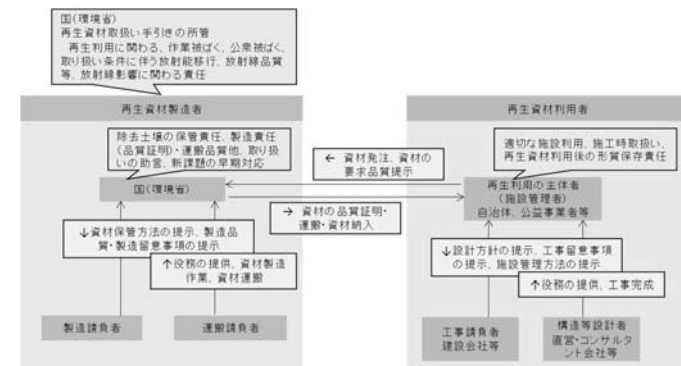 国(環境省)
再生資材取扱い手引きの所管
再生利用に関わる、作業被ばく、公衆被ばく、
取り扱い条件に伴う放射能移行、放射線品質
等、放射線影響に関わる責任
再生資材製造者
除去土壌の保管責任、製造責任
(品質証明)・運搬品質他、取り扱
いの助言、新課題の早期対応
国(環境省)
↓資材保管方法の提示、製造品
質・製造留意事項の提示
↑役務の提供、資材製造
作業、資材運搬
製造請負者
運搬請負者
← 資材発注、資材の
要求品質提示
→ 資材の品質証明・
運搬・資材納入
再生資材利用者
適切な施設利用、施工時取扱い、
再生資材利用後の形質保存責任
再生利用の主体者
(施設管理者)
自治体、公益事業者等
↓設計方針の提示、工事留意事項
の提示、施設管理方法の提示
↑役務の提供、工事完成
工事請負者
建設会社等
構造等設計者
直営・コンサルタ
ント会社等